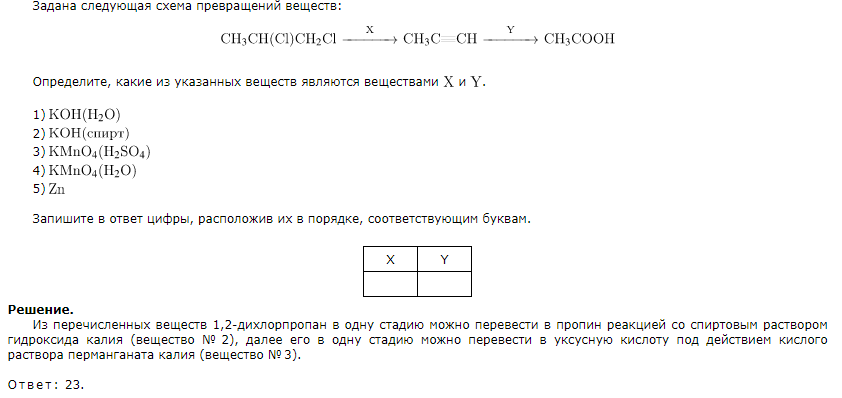 Задана следующая схема превращений веществ:
X Y
CH₃CH(Cl)CH₂Cl ⟶ CH₃C≡CH ⟶ CH₃COOH
Определите, какие из указанных веществ являются веществами X и Y.
1) KOH(H₂O)
2) KOH(спирт)
3) KMnO₄(H₂SO₄)
4) KMnO₄(H₂O)
5) Zn
Запишите в ответ цифры, расположив их в порядке, соответствующим буквам.
X Y
Решение.
Из перечисленных веществ 1,2-дихлорпропан в одну стадию можно перевести в пропин реакцией со спиртовым раствором
гидроксида калия (вещество № 2), далее его в одну стадию можно перевести в уксусную кислоту под действием кислого
раствора перманганата калия (вещество № 3).
Ответ: 23.